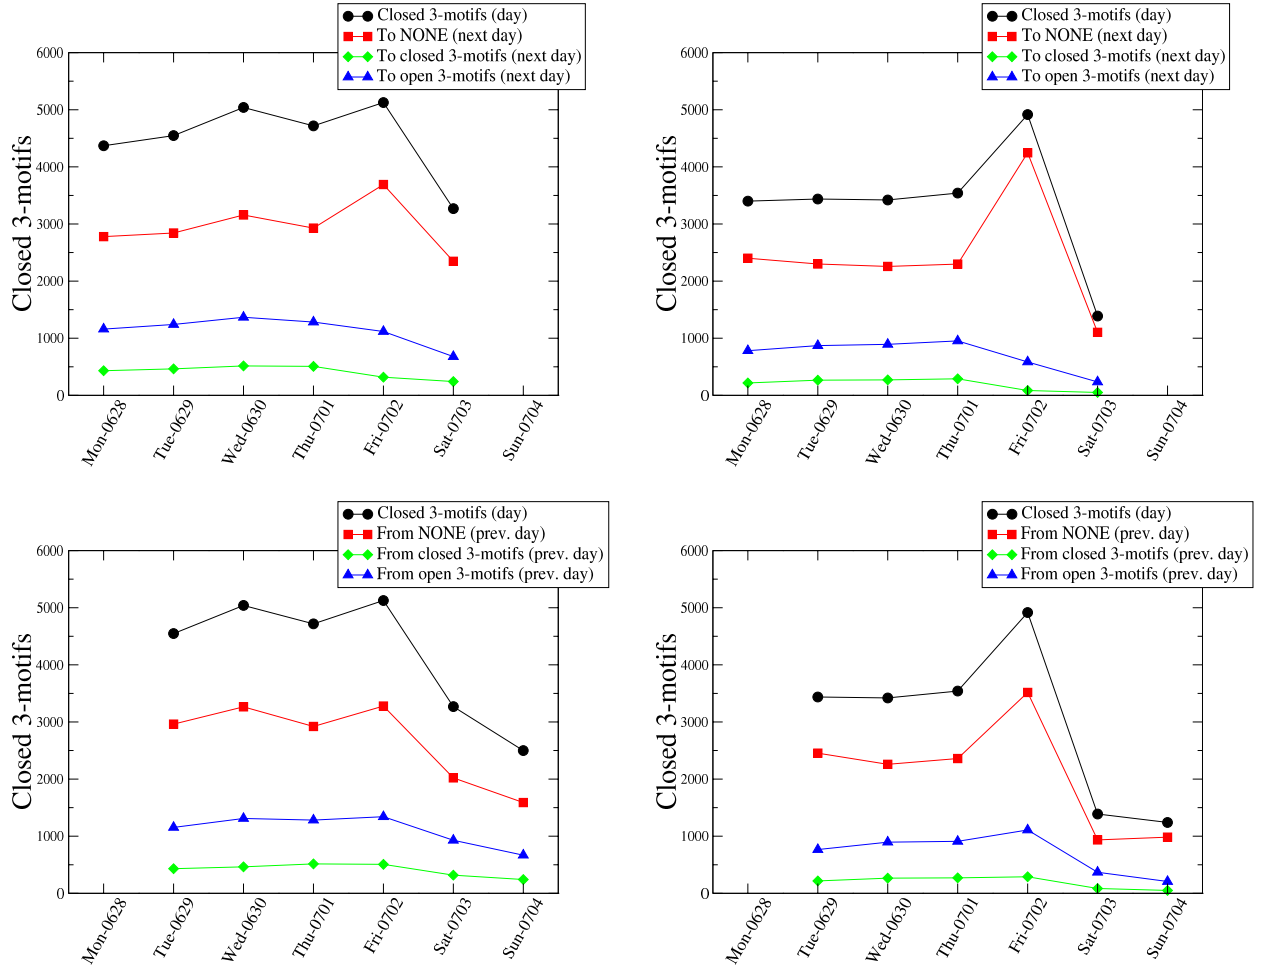 Closed 3-motifs (day)
To NONE (next day)
To closed 3-motifs (next day)
To open 3-motifs (next day)
6000
5000
4000
3000
2000
1000
0
Closed 3-motifs
Mon-0628
Tue-0629
Wed-0630
Thu-0701
Fri-0702
Sat-0703
Sun-0704
Closed 3-motifs (day)
To NONE (next day)
To closed 3-motifs (next day)
To open 3-motifs (next day)
6000
5000
4000
3000
2000
1000
0
Closed 3-motifs
Mon-0628
Tue-0629
Wed-0630
Thu-0701
Fri-0702
Sat-0703
Sun-0704
Closed 3-motifs (day)
From NONE (prev. day)
From closed 3-motifs (prev. day)
From open 3-motifs (prev. day)
6000
5000
4000
3000
2000
1000
0
Closed 3-motifs
Mon-0628
Tue-0629
Wed-0630
Thu-0701
Fri-0702
Sat-0703
Sun-0704
Closed 3-motifs (day)
From NONE (prev. day)
From closed 3-motifs (prev. day)
From open 3-motifs (prev. day)
6000
5000
4000
3000
2000
1000
0
Closed 3-motifs
Mon-0628
Tue-0629
Wed-0630
Thu-0701
Fri-0702
Sat-0703
Sun-0704